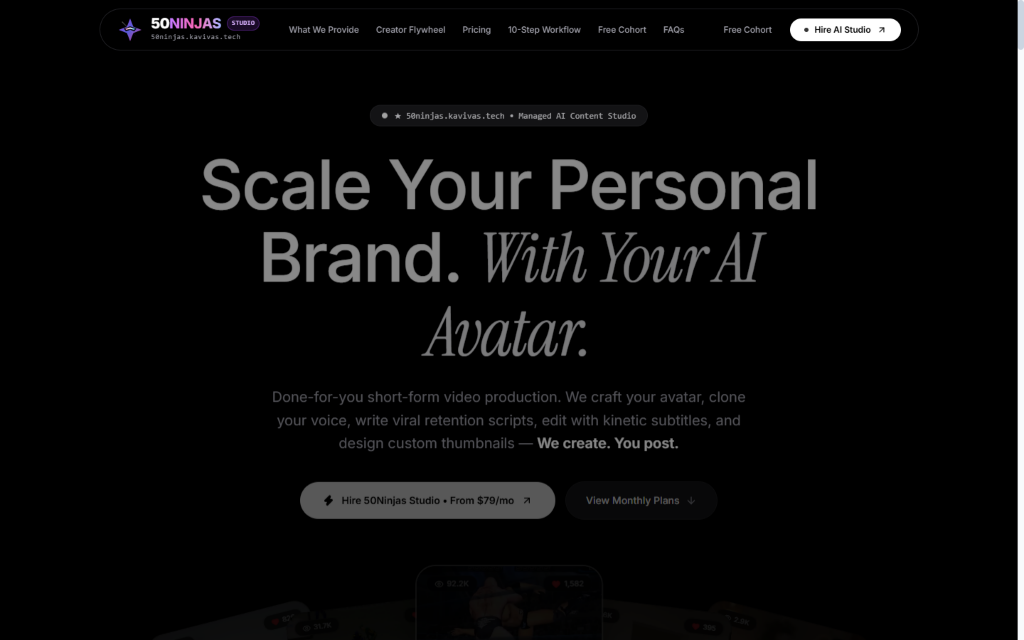 50NINJAS STUDIO
50ninjas.kavivas.tech
What We Provide
Creator Flywheel
Pricing
10-Step Workflow
Free Cohort
FAQs
Free Cohort
Hire AI Studio ↗
★ 50ninjas.kavivas.tech • Managed AI Content Studio
Scale Your Personal
Brand. With Your AI
Avatar.
Done-for-you short-form video production. We craft your avatar, clone
your voice, write viral retention scripts, edit with kinetic subtitles, and
design custom thumbnails — We create. You post.
Hire 50Ninjas Studio • From $79/mo ↗
View Monthly Plans ↓
92.2K
1,582